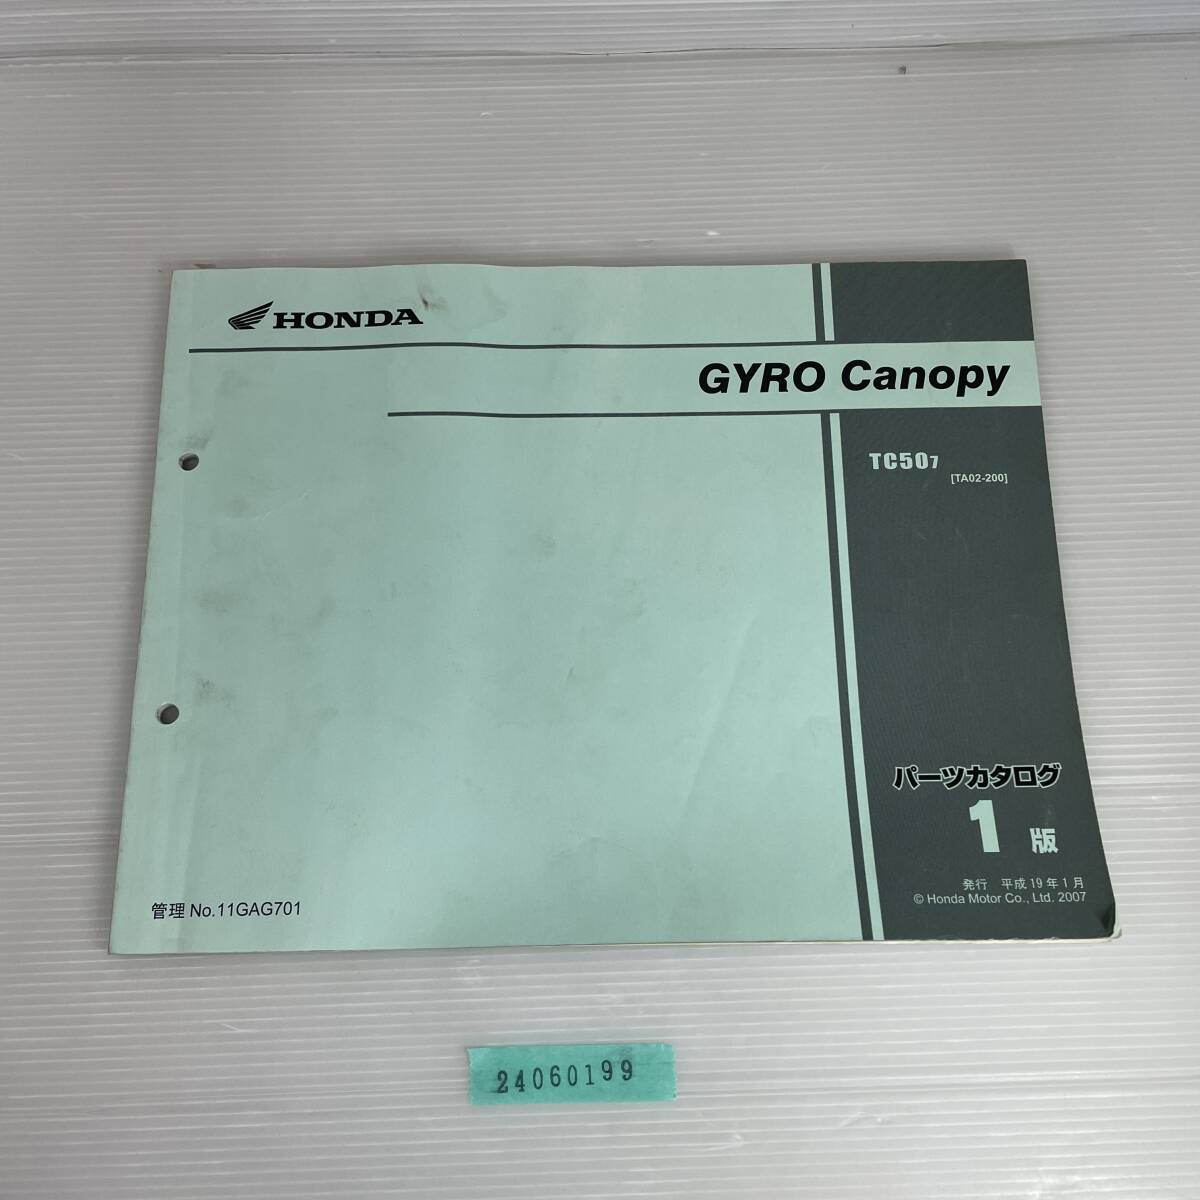 HONDA
GYRO Canopy
TC507
[TA02-200]
パーツカタログ
1版
発行 平成19年1月
© Honda Motor Co., Ltd. 2007
管理 No.11GAG701
24060199